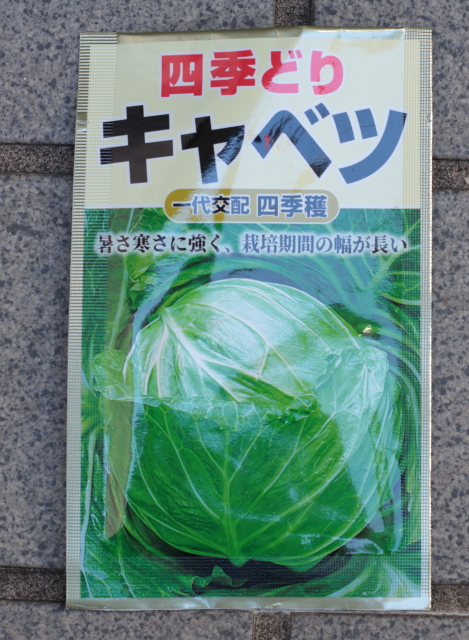 四季どり
キャベツ
一代交配 四季穫
暑さ寒さに強く、栽培期間の幅が長い